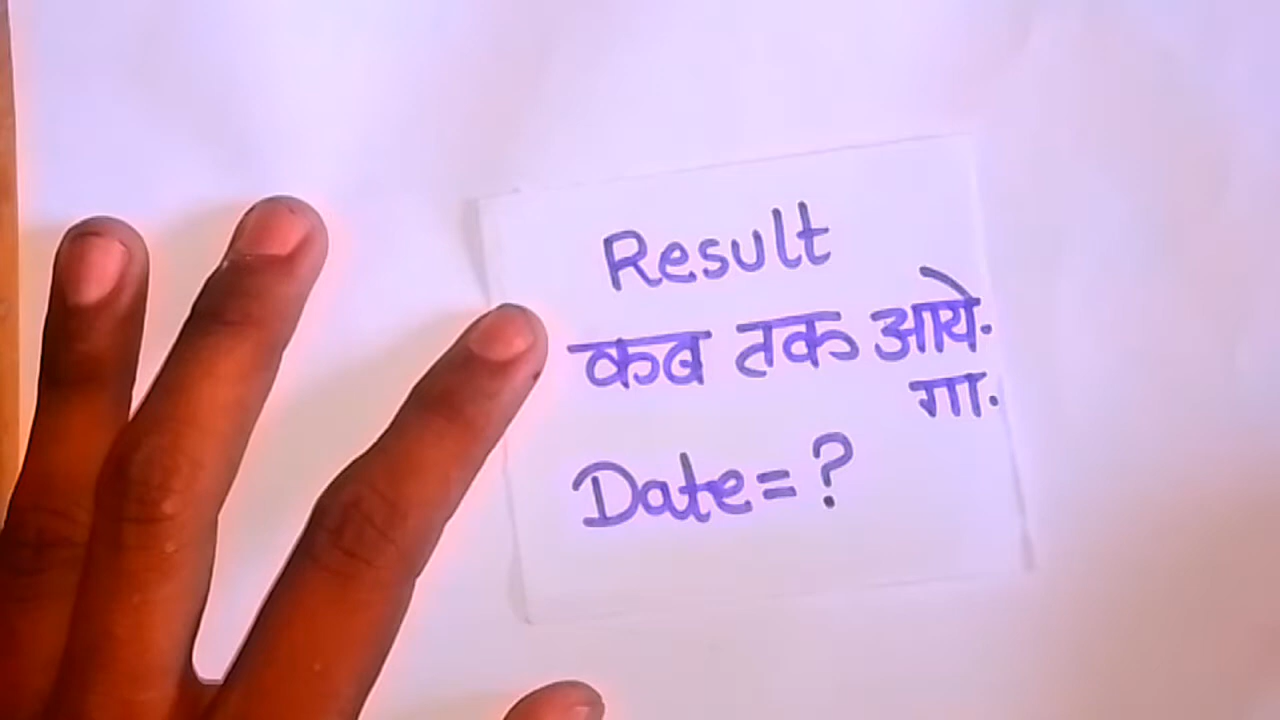 Result
कब तक आये.
गा.
Date=?